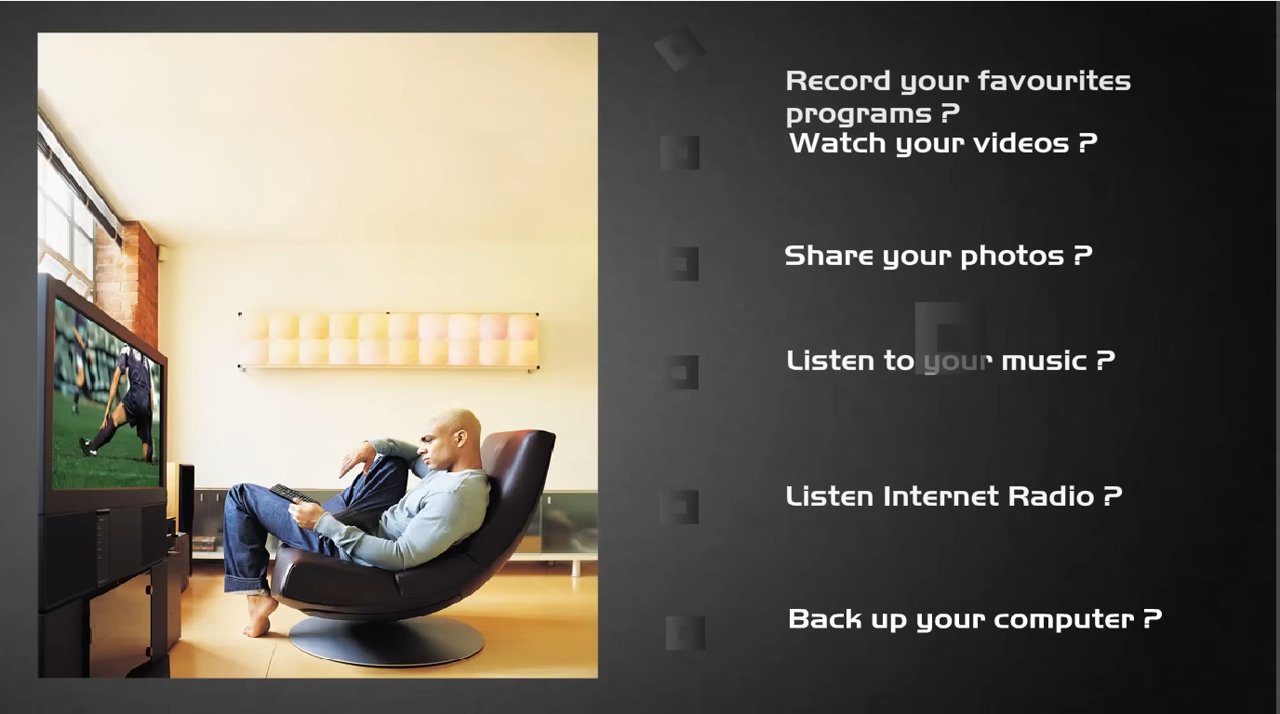 Record your favourites
programs ?
Watch your videos ?
Share your photos ?
Listen to your music ?
Listen Internet Radio ?
Back up your computer ?